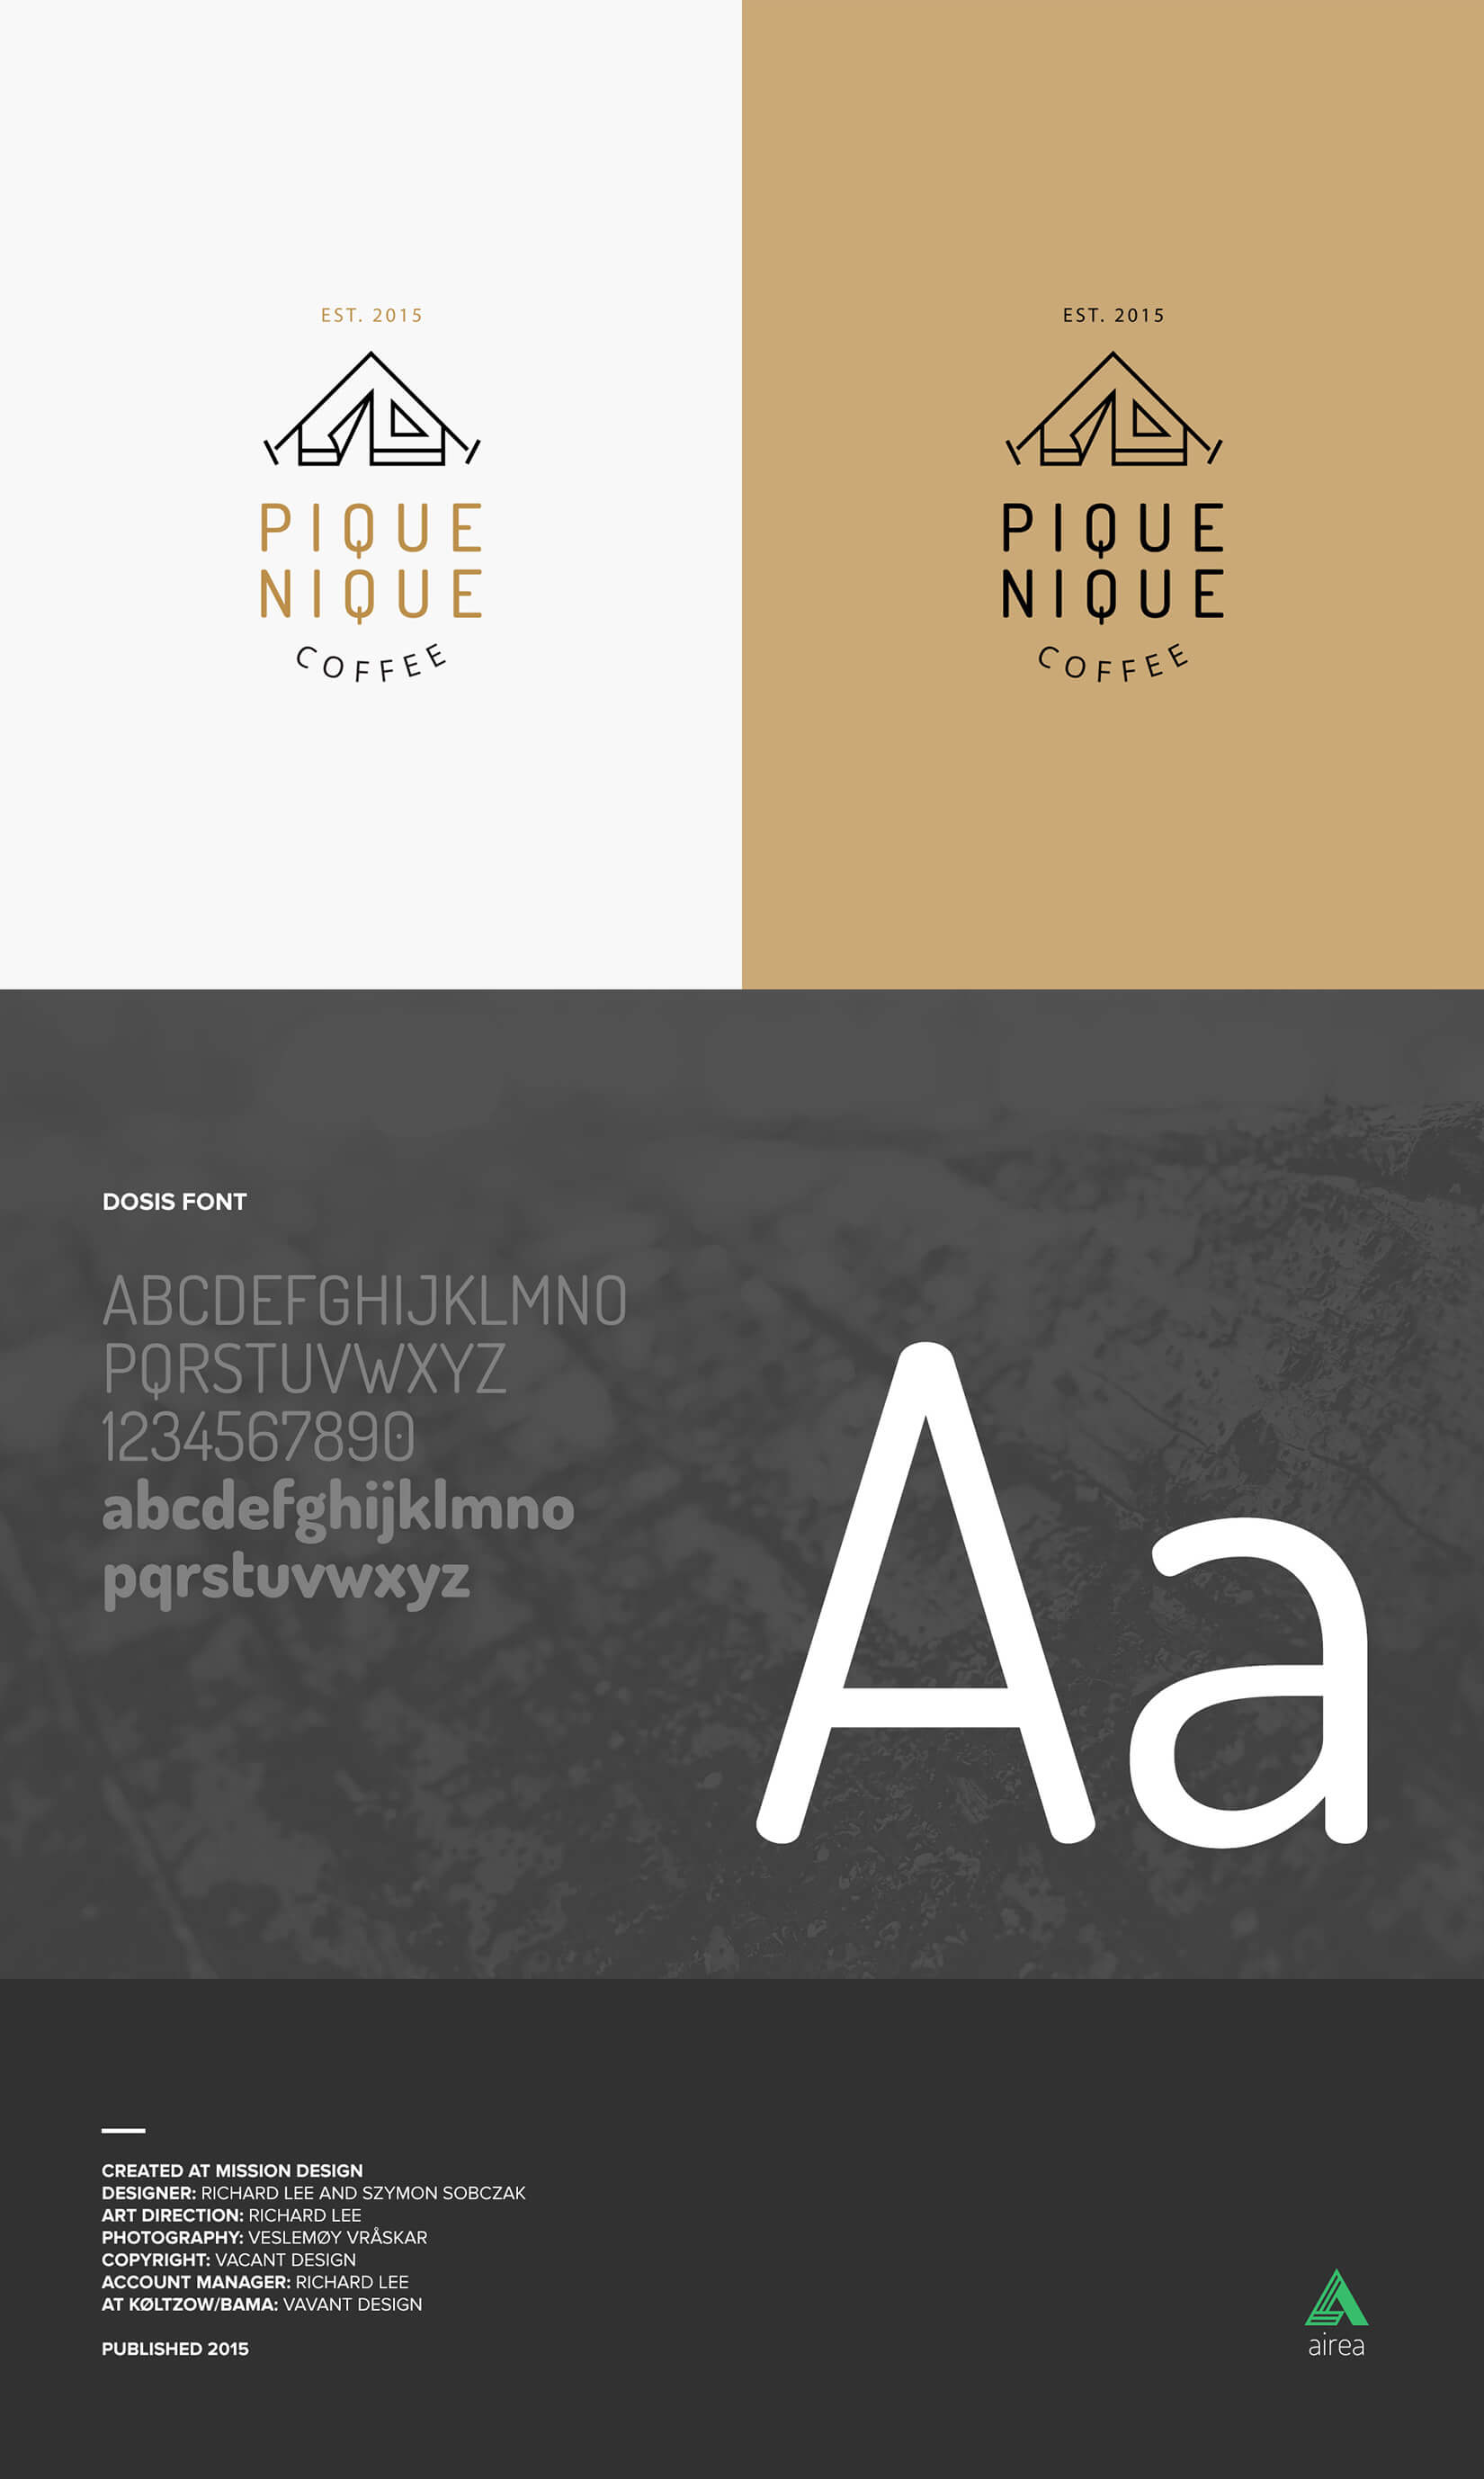 EST. 2015
PIQUE
NIQUE
COFFEE
EST. 2015
PIQUE
NIQUE
COFFEE
DOSIS FONT
ABCDEFGHIJKLMNO
PQRSTUVWXYZ
1234567890
abcdefghijklmno
pqrstuvwxyz
Aa
CREATED AT MISSION DESIGN
DESIGNER: RICHARD LEE AND SZYMON SOBCZAK
ART DIRECTION: RICHARD LEE
PHOTOGRAPHY: VESLEMØY VRÅSKAR
COPYRIGHT: VACANT DESIGN
ACCOUNT MANAGER: RICHARD LEE
AT KØLTZOW/BAMA: VAVANT DESIGN
PUBLISHED 2015
airea